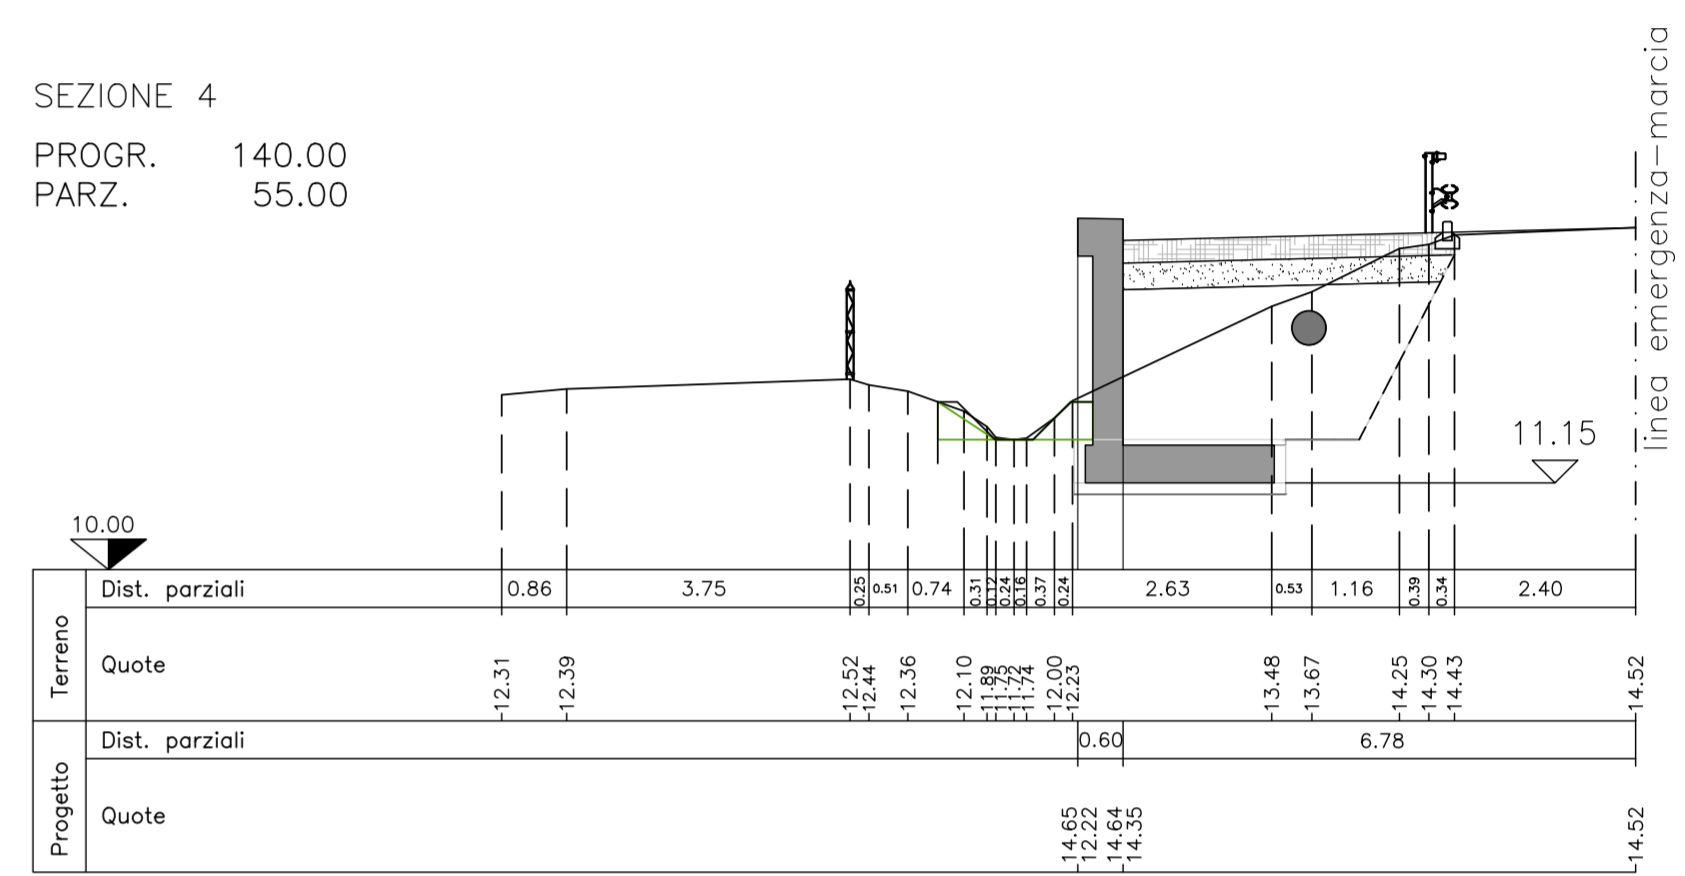 SEZIONE 4
PROGR. 140.00
PARZ. 55.00
linea emergenza-marcia
11.15
10.00
Terreno
Dist. parziali 0.86 3.75 0.25 0.51 0.74 0.31 0.12 0.24 0.16 0.37 0.24 2.63 0.53 1.16 0.39 0.34 2.40
Quote 12.31 12.39 12.52 12.44 12.36 12.10 11.89 11.75 11.72 11.74 12.00 12.23 13.48 13.67 14.25 14.30 14.43 14.52
Progetto
Dist. parziali 0.60 6.78
Quote 14.65 12.22 14.64 14.35 14.52